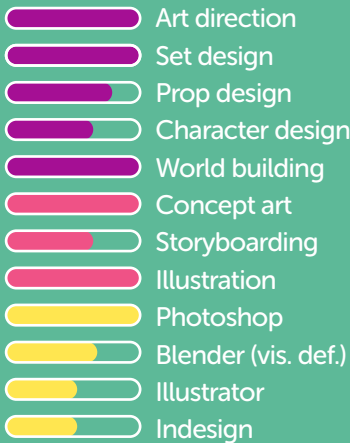 Art direction
Set design
Prop design
Character design
World building
Concept art
Storyboarding
Illustration
Photoshop
Blender (vis. def.)
Illustrator
Indesign